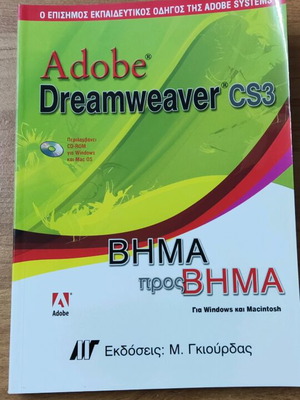 Ο ΕΠΙΣΗΜΟΣ ΕΚΠΑΙΔΕΥΤΙΚΟΣ ΟΔΗΓΟΣ ΤΗΣ ADOBE SYSTEMS
Adobe®
Dreamweaver® CS3
Περιλαμβάνει
CD-ROM
για Windows
και Mac OS
ΒΗΜΑ
προς ΒΗΜΑ
Για Windows και Macintosh
Adobe
Εκδόσεις: Μ. Γκιούρδας